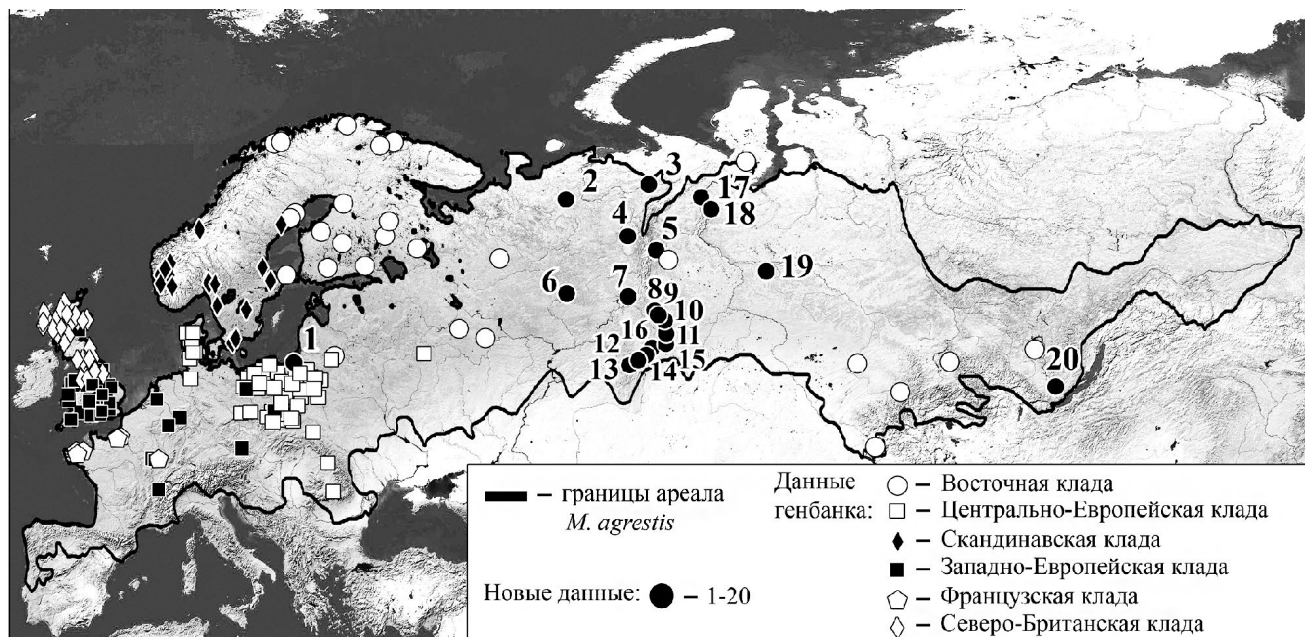 3
2
17
18
4
5
19
6
7
8
9
10
1
16
11
12
13
14
15
20
– границы ареала
M. agrestis
Новые данные: – 1-20
Данные
генбанка:
– Восточная клада
– Центрально-Европейская клада
– Скандинавская клада
– Западно-Европейская клада
– Французская клада
– Северо-Британская клада